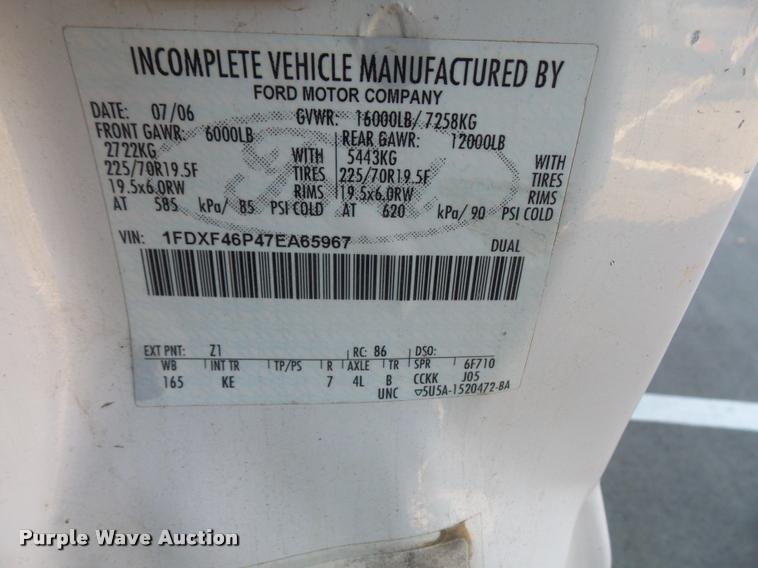 INCOMPLETE VEHICLE MANUFACTURED BY
FORD MOTOR COMPANY
DATE: 07/06 GVWR: 16000LB/ 7258KG
FRONT GAWR: 6000LB REAR GAWR: 12000LB
2722KG WITH 5443KG WITH
225/70R19.5F TIRES 225/70R19.5F TIRES
19.5x6.0RW RIMS 19.5x6.0RW RIMS
AT 585 kPa/ 85 PSI COLD AT 620 kPa/ 90 PSI COLD
VIN: 1FDXF46P47EA65967 DUAL
EXT PNT: Z1 RC: 86 DSO:
WB INT TR TP/PS R AXLE TR SPR 6F710
165 KE 7 4L B CCKK J05
UNC 5U5A-1520472-BA
Purple Wave Auction